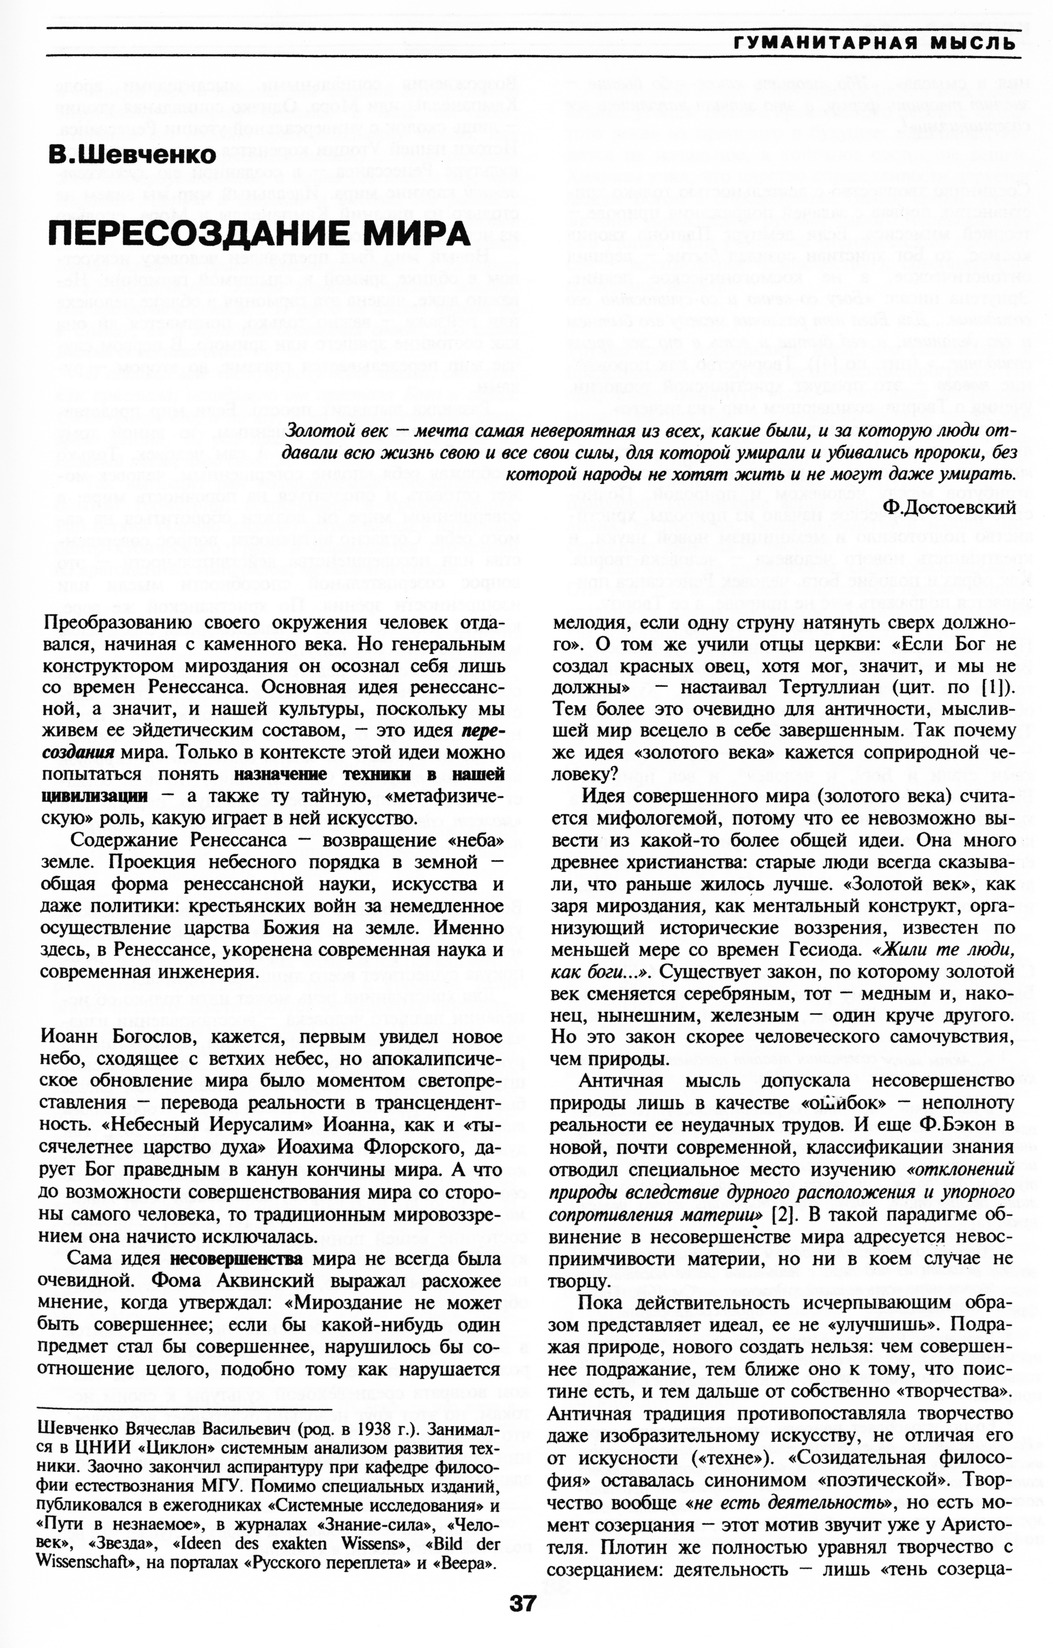 ГУМАНИТАРНАЯ МЫСЛЬ
В.Шевченко
ПЕРЕСОЗДАНИЕ МИРА
Золотой век — мечта самая невероятная из всех, какие были, и за которую люди от-
давали всю жизнь свою и все свои силы, для которой умирали и убивались пророки, без
которой народы не хотят жить и не могут даже умирать.
Ф.Достоевский
Преобразованию своего окружения человек отда-
вался, начиная с каменного века. Но генеральным
конструктором мироздания он осознал себя лишь
со времен Ренессанса. Основная идея ренессанс-
ной, а значит, и нашей культуры, поскольку мы
живем ее эйдетическим составом, — это идея пере-
создания мира. Только в контексте этой идеи можно
попытаться понять назначение техники в нашей
цивилизации — а также ту тайную, «метафизиче-
скую» роль, какую играет в ней искусство.
Содержание Ренессанса — возвращение «неба»
земле. Проекция небесного порядка в земной —
общая форма ренессансной науки, искусства и
даже политики: крестьянских войн за немедленное
осуществление царства Божия на земле. Именно
здесь, в Ренессансе, укоренена современная наука и
современная инженерия.
Иоанн Богослов, кажется, первым увидел новое
небо, сходящее с ветхих небес, но апокалипсиче-
ское обновление мира было моментом светопре-
ставления — перевода реальности в трансцендент-
ность. «Небесный Иерусалим» Иоанна, как и «ты-
сячелетнее царство духа» Иоахима Флорского, да-
рует Бог праведным в канун кончины мира. А что
до возможности совершенствования мира со сторо-
ны самого человека, то традиционным мировоззре-
нием она начисто исключалась.
Сама идея несовершенства мира не всегда была
очевидной. Фома Аквинский выражал расхожее
мнение, когда утверждал: «Мироздание не может
быть совершеннее; если бы какой-нибудь один
предмет стал бы совершеннее, нарушилось бы со-
отношение целого, подобно тому как нарушается
Шевченко Вячеслав Васильевич (род. в 1938 г.). Занимал-
ся в ЦНИИ «Циклон» системным анализом развития тех-
ники. Заочно закончил аспирантуру при кафедре филосо-
фии естествознания МГУ. Помимо специальных изданий,
публиковался в ежегодниках «Системные исследования» и
«Пути в незнаемое», в журналах «Знание-сила», «Чело-
век», «Звезда», «Ideen des exakten Wissens», «Bild der
Wissenschaft», на порталах «Русского переплета» и «Веера».
мелодия, если одну струну натянуть сверх должно-
го». О том же учили отцы церкви: «Если Бог не
создал красных овец, хотя мог, значит, и мы не
должны» — настаивал Тертуллиан (цит. по [1]).
Тем более это очевидно для античности, мыслив-
шей мир всецело в себе завершенным. Так почему
же идея «золотого века» кажется соприродной че-
ловеку?
Идея совершенного мира (золотого века) счита-
ется мифологемой, потому что ее невозможно вы-
вести из какой-то более общей идеи. Она много
древнее христианства: старые люди всегда сказыва-
ли, что раньше жилось лучше. «Золотой век», как
заря мироздания, как ментальный конструкт, орга-
низующий исторические воззрения, известен по
меньшей мере со времен Гесиода. «Жили те люди,
как боги...». Существует закон, по которому золотой
век сменяется серебряным, тот — медным и, нако-
нец, нынешним, железным — один круче другого.
Но это закон скорее человеческого самочувствия,
чем природы.
Античная мысль допускала несовершенство
природы лишь в качестве «ошибок» — неполноту
реальности ее неудачных трудов. И еще Ф.Бэкон в
новой, почти современной, классификации знания
отводил специальное место изучению «отклонений
природы вследствие дурного расположения и упорного
сопротивления материи» [2]. В такой парадигме об-
винение в несовершенстве мира адресуется невос-
приимчивости материи, но ни в коем случае не
творцу.
Пока действительность исчерпывающим обра-
зом представляет идеал, ее не «улучшишь». Подра-
жая природе, нового создать нельзя: чем совершен-
нее подражание, тем ближе оно к тому, что поис-
тине есть, и тем дальше от собственно «творчества».
Античная традиция противопоставляла творчество
даже изобразительному искусству, не отличая его
от искусности («техне»). «Созидательная филосо-
фия» оставалась синонимом «поэтической». Твор-
чество вообще «не есть деятельность», но есть мо-
мент созерцания — этот мотив звучит уже у Аристо-
теля. Плотин же полностью уравнял творчество с
созерцанием: деятельность — лишь «тень созерца-
37